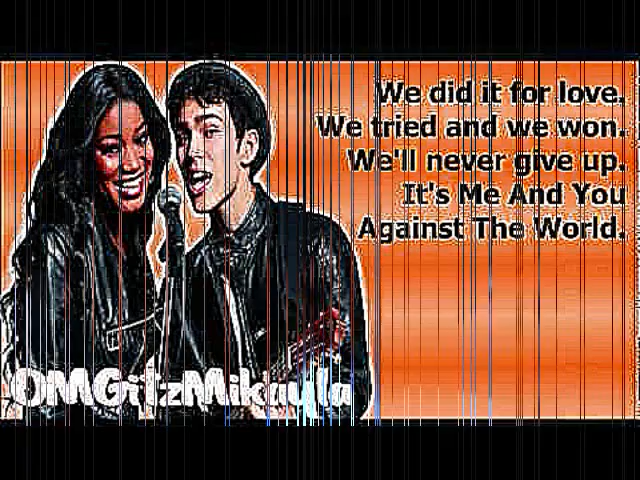 We did it for love.
We tried and we won.
We'll never give up.
It's Me And You
Against The World.
OMGitzMikayla